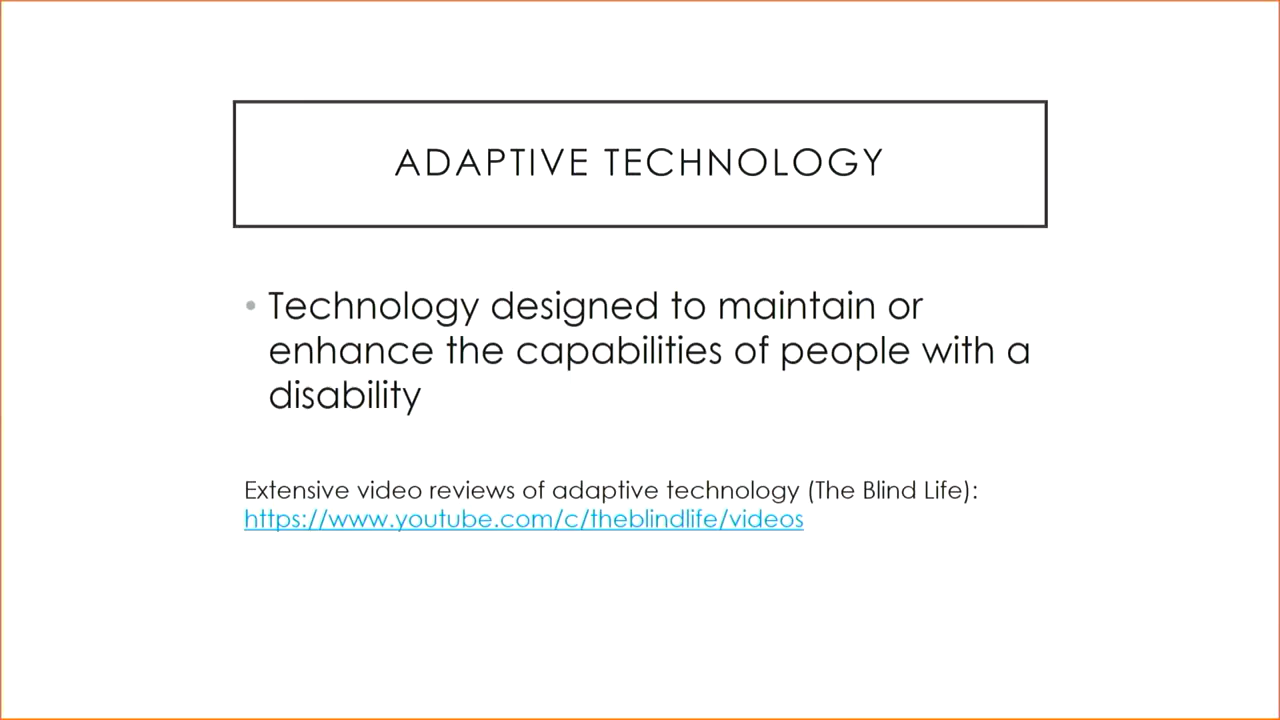 ADAPTIVE TECHNOLOGY
• Technology designed to maintain or
enhance the capabilities of people with a
disability
Extensive video reviews of adaptive technology (The Blind Life):
https://www.youtube.com/c/theblindlife/videos